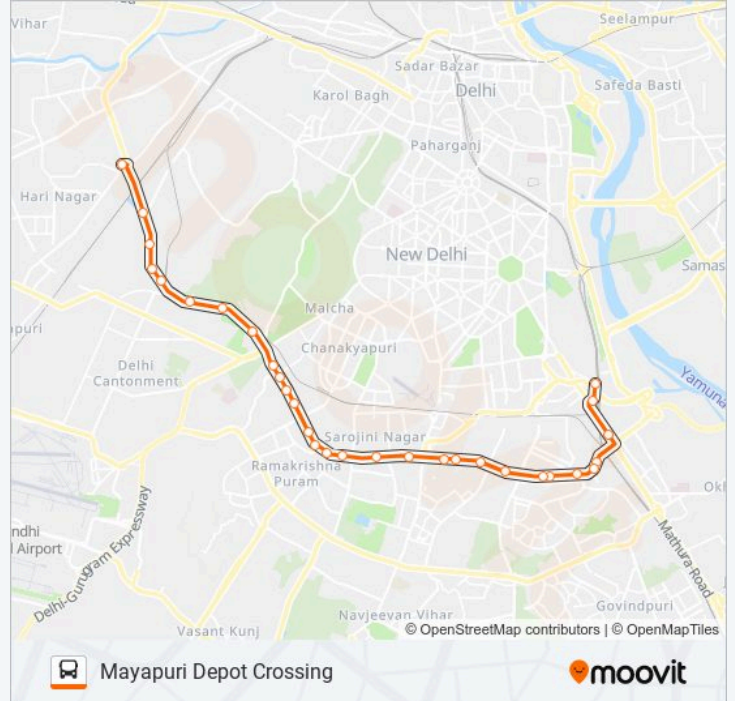 Vihar
Seelampur
Sadar Bazar
Safeda Basti
Karol Bagh
Delhi
Paharganj
Hari Nagar
New Delhi
Samas
Malcha
puri
Chanakyapuri
Delhi
Cantonment
Yamuna
Sarojini Nagar
Ramakrishna
Puram
Okl
ndhi
l Airport
Delhi-Gurugram Expressway
Mathura Road
Govindpuri
Navjeevan Vihar
Vasant Kunj
© OpenStreetMap contributors | © OpenMapTiles
Mayapuri Depot Crossing
moovit